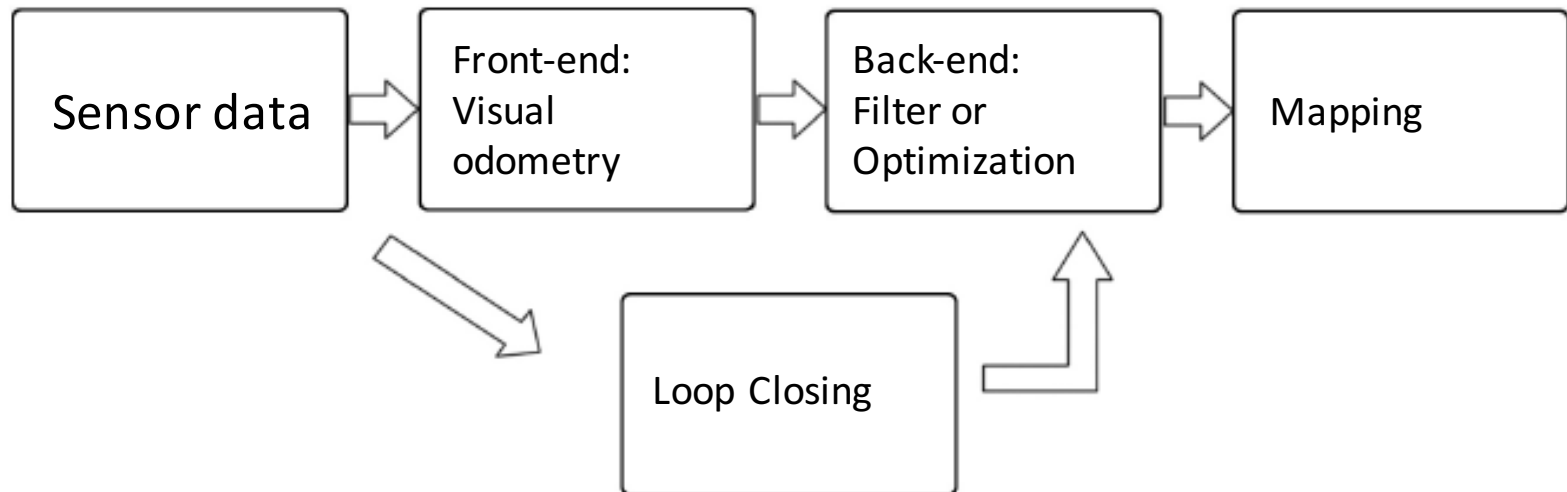 Sensor data
Front-end:
Visual
odometry
Back-end:
Filter or
Optimization
Mapping
Loop Closing